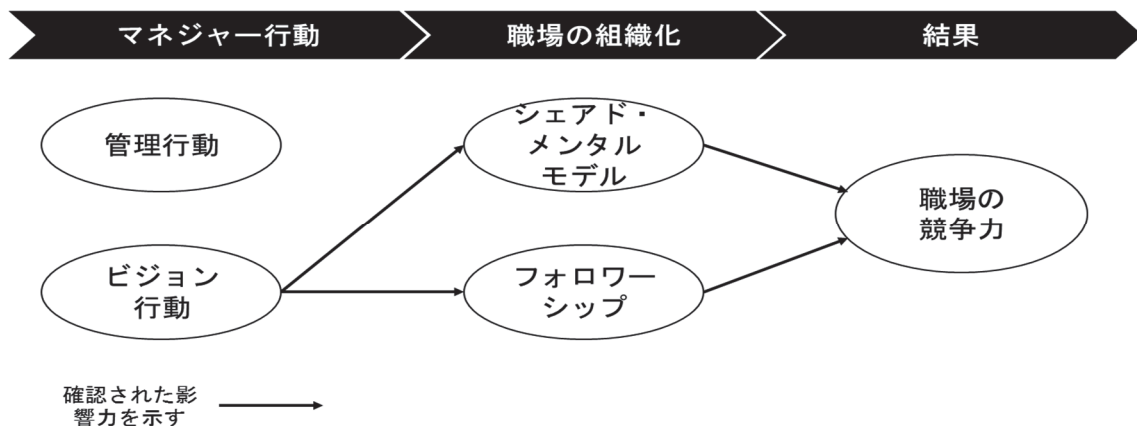 マネジャー行動
職場の組織化
結果
管理行動
シェアド・
メンタル
モデル
職場の
競争力
ビジョン
行動
フォロワー
シップ
確認された影
響力を示す